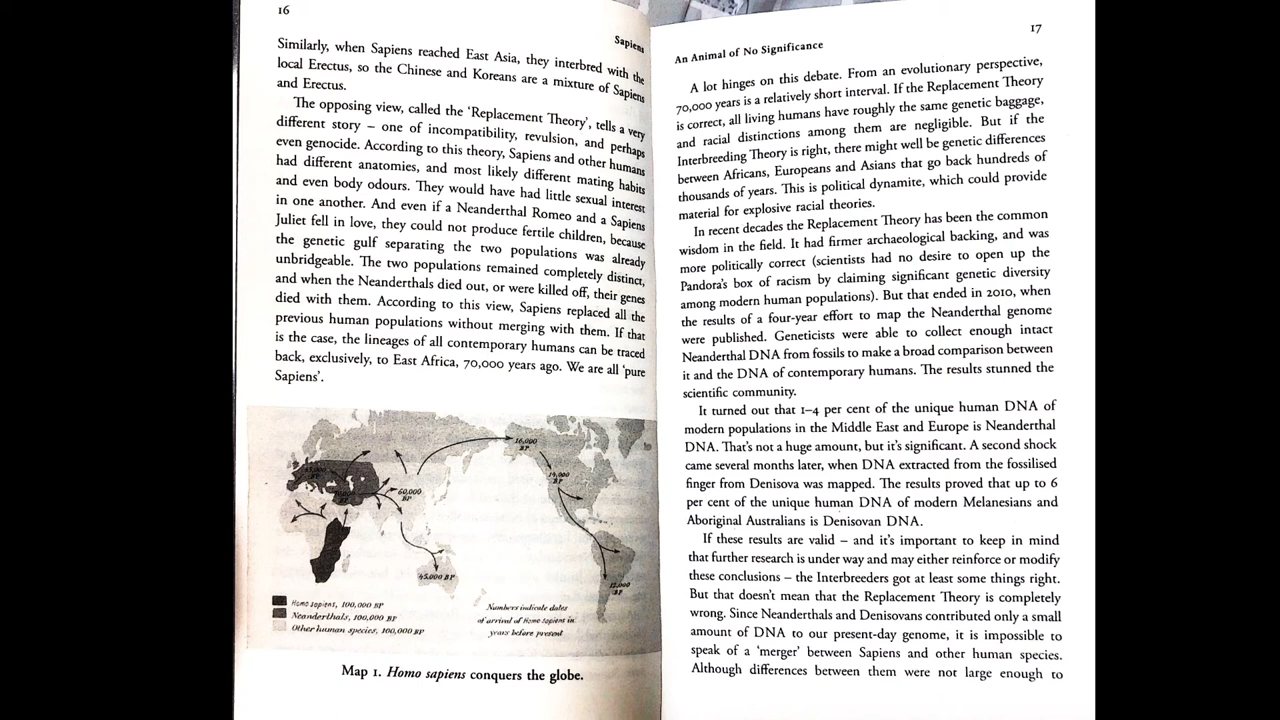 16
Sapiens
Similarly, when Sapiens reached East Asia, they interbred with the
local Erectus, so the Chinese and Koreans are a mixture of Sapiens
and Erectus.
The opposing view, called the ‘Replacement Theory’, tells a very
different story – one of incompatibility, revulsion, and perhaps
even genocide. According to this theory, Sapiens and other humans
had different anatomies, and most likely different mating habits
and even body odours. They would have had little sexual interest
in one another. And even if a Neanderthal Romeo and a Sapiens
Juliet fell in love, they could not produce fertile children, because
the genetic gulf separating the two populations was already
unbridgeable. The two populations remained completely distinct,
and when the Neanderthals died out, or were killed off, their genes
died with them. According to this view, Sapiens replaced all the
previous human populations without merging with them. If that
is the case, the lineages of all contemporary humans can be traced
back, exclusively, to East Africa, 70,000 years ago. We are all ‘pure
Sapiens’.
16,000
BP
14,000
BP
45,000
BP
70,000
BP
60,000
BP
45,000 BP
12,000
BP
Homo sapiens, 100,000 BP
Neanderthals, 100,000 BP
Other human species, 100,000 BP
Numbers indicate dates
of arrival of Homo sapiens in
years before present
Map 1. Homo sapiens conquers the globe.
An Animal of No Significance
17
A lot hinges on this debate. From an evolutionary perspective,
70,000 years is a relatively short interval. If the Replacement Theory
is correct, all living humans have roughly the same genetic baggage,
and racial distinctions among them are negligible. But if the
Interbreeding Theory is right, there might well be genetic differences
between Africans, Europeans and Asians that go back hundreds of
thousands of years. This is political dynamite, which could provide
material for explosive racial theories.
In recent decades the Replacement Theory has been the common
wisdom in the field. It had firmer archaeological backing, and was
more politically correct (scientists had no desire to open up the
Pandora’s box of racism by claiming significant genetic diversity
among modern human populations). But that ended in 2010, when
the results of a four-year effort to map the Neanderthal genome
were published. Geneticists were able to collect enough intact
Neanderthal DNA from fossils to make a broad comparison between
it and the DNA of contemporary humans. The results stunned the
scientific community.
It turned out that 1–4 per cent of the unique human DNA of
modern populations in the Middle East and Europe is Neanderthal
DNA. That’s not a huge amount, but it’s significant. A second shock
came several months later, when DNA extracted from the fossilised
finger from Denisova was mapped. The results proved that up to 6
per cent of the unique human DNA of modern Melanesians and
Aboriginal Australians is Denisovan DNA.
If these results are valid – and it’s important to keep in mind
that further research is under way and may either reinforce or modify
these conclusions – the Interbreeders got at least some things right.
But that doesn’t mean that the Replacement Theory is completely
wrong. Since Neanderthals and Denisovans contributed only a small
amount of DNA to our present-day genome, it is impossible to
speak of a ‘merger’ between Sapiens and other human species.
Although differences between them were not large enough to